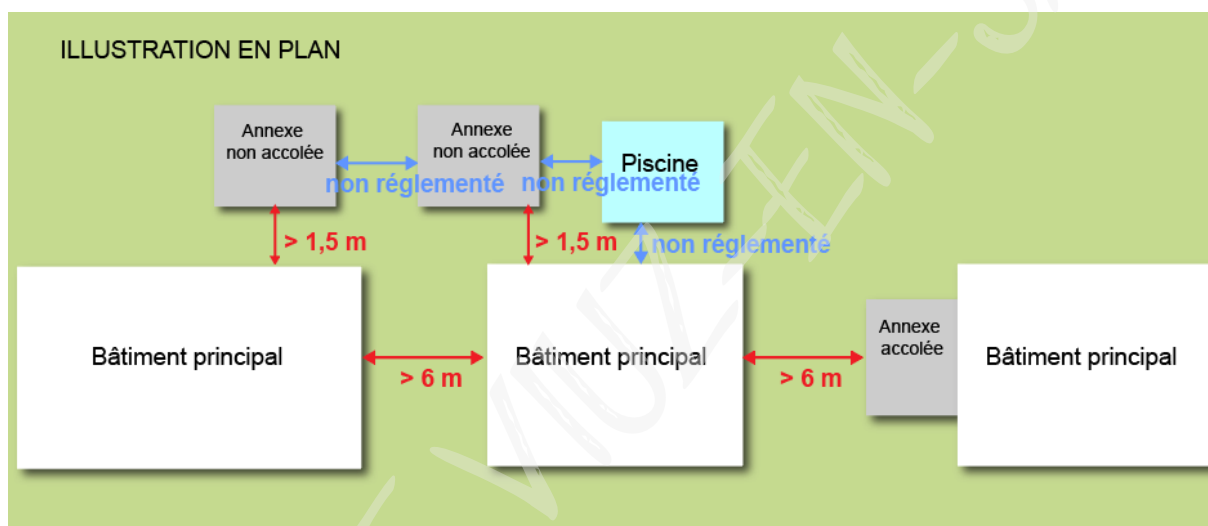 ILLUSTRATION EN PLAN
Annexe
non accolée
Annexe
non accolée
Piscine
non réglementé
non réglementé
> 1,5 m
> 1,5 m
non réglementé
Bâtiment principal
> 6 m
Bâtiment principal
> 6 m
Annexe
accolée
Bâtiment principal